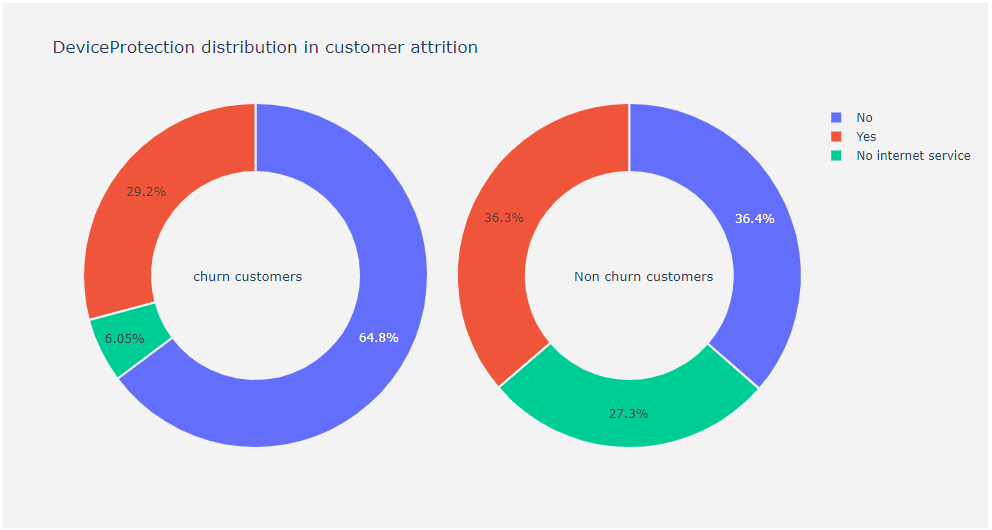 DeviceProtection distribution in customer attrition
No
Yes
No internet service
29.2%
6.05%
64.8%
churn customers
36.3%
36.4%
27.3%
Non churn customers